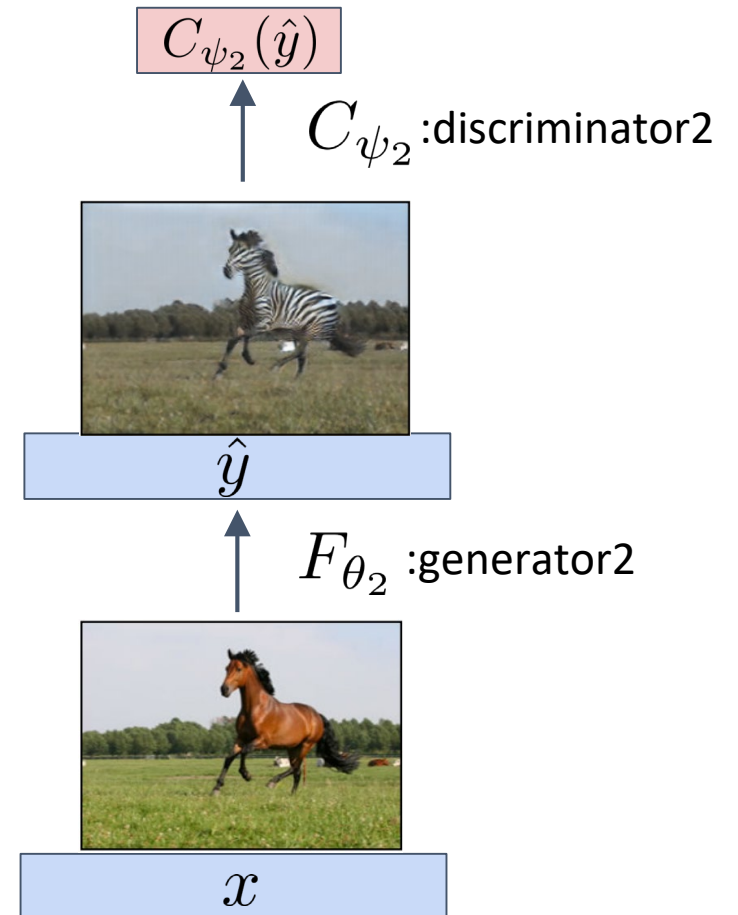 $C_{\psi_2}(\hat{y})$
$C_{\psi_2}$:discriminator2
$\hat{y}$
$F_{\theta_2}$ :generator2
$x$